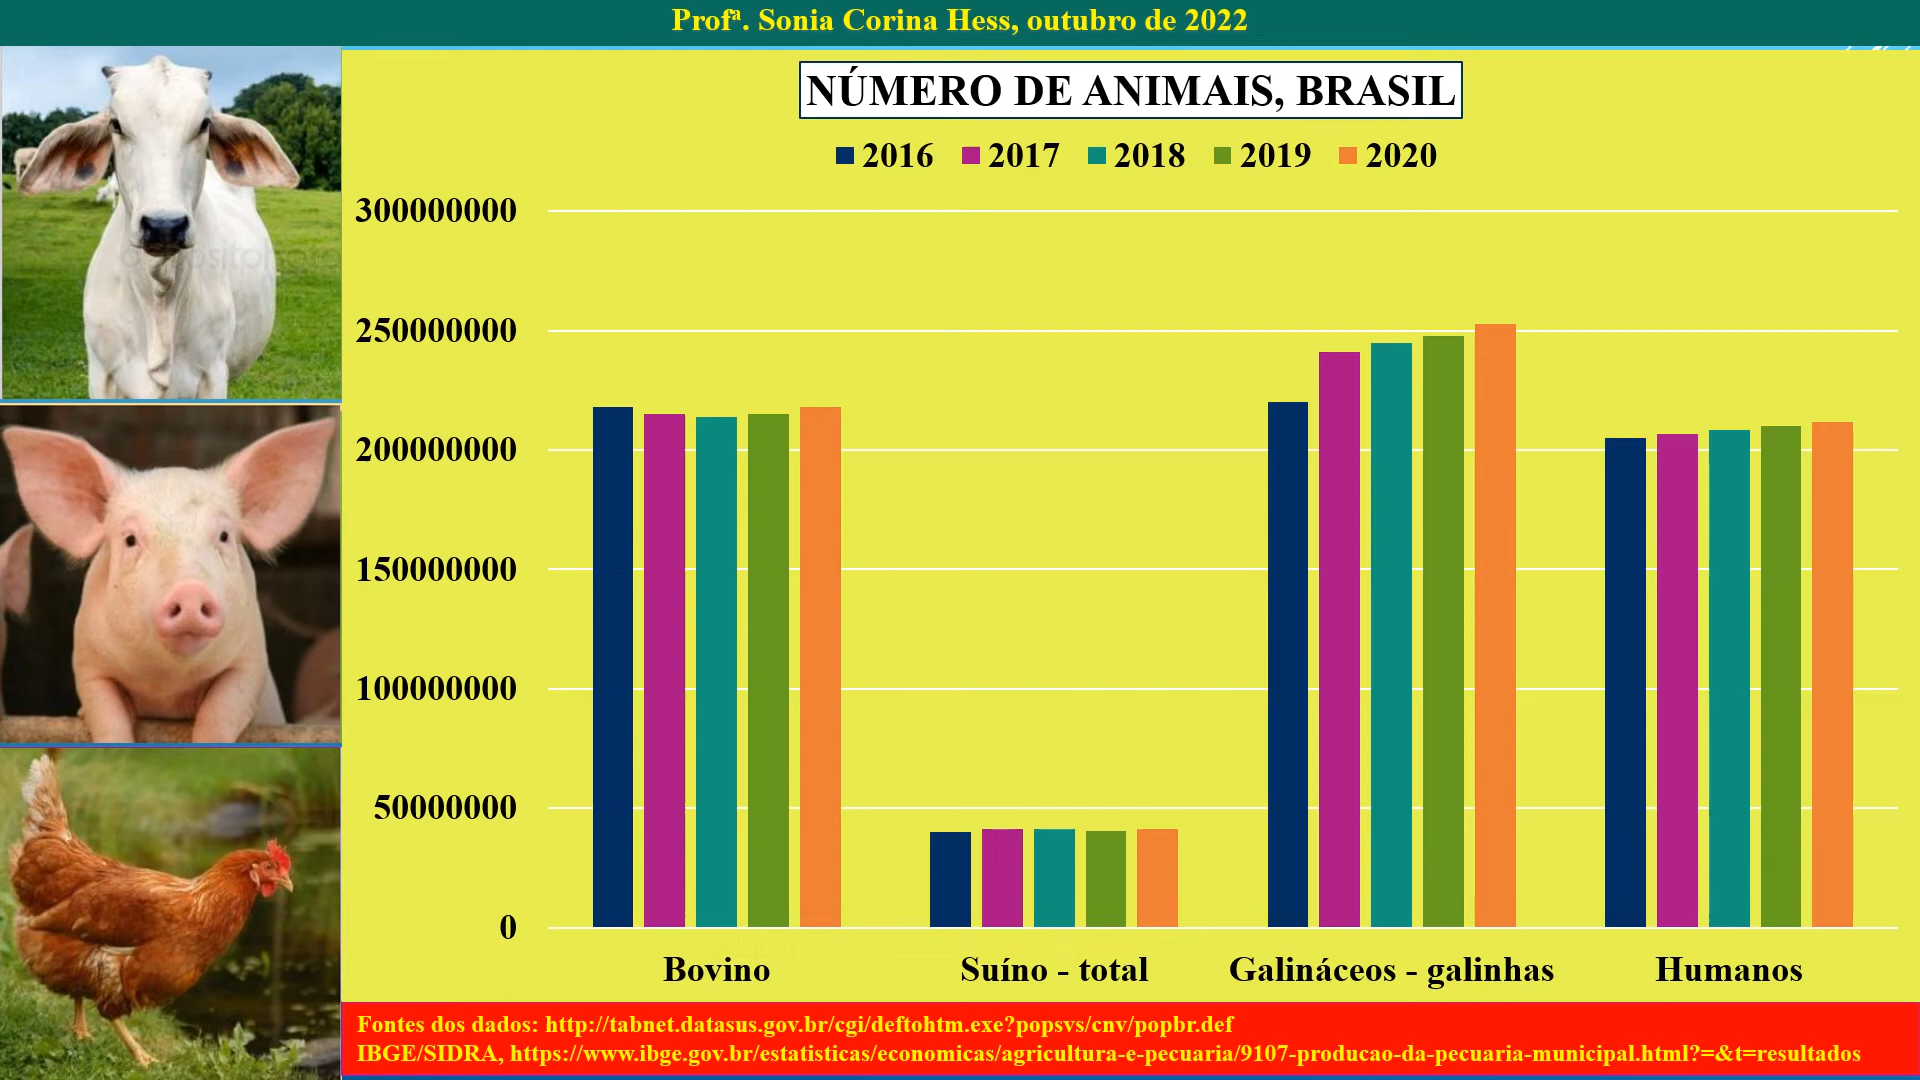 Profª. Sonia Corina Hess, outubro de 2022
NÚMERO DE ANIMAIS, BRASIL
2016 2017 2018 2019 2020
300000000
250000000
200000000
150000000
100000000
50000000
0
Bovino Suíno - total Galináceos - galinhas Humanos
Fontes dos dados: http://tabnet.datasus.gov.br/cgi/deftohtm.exe?popsvs/cnv/popbr.def
IBGE/SIDRA, https://www.ibge.gov.br/estatisticas/economicas/agricultura-e-pecuaria/9107-producao-da-pecuaria-municipal.html?=&t=resultados